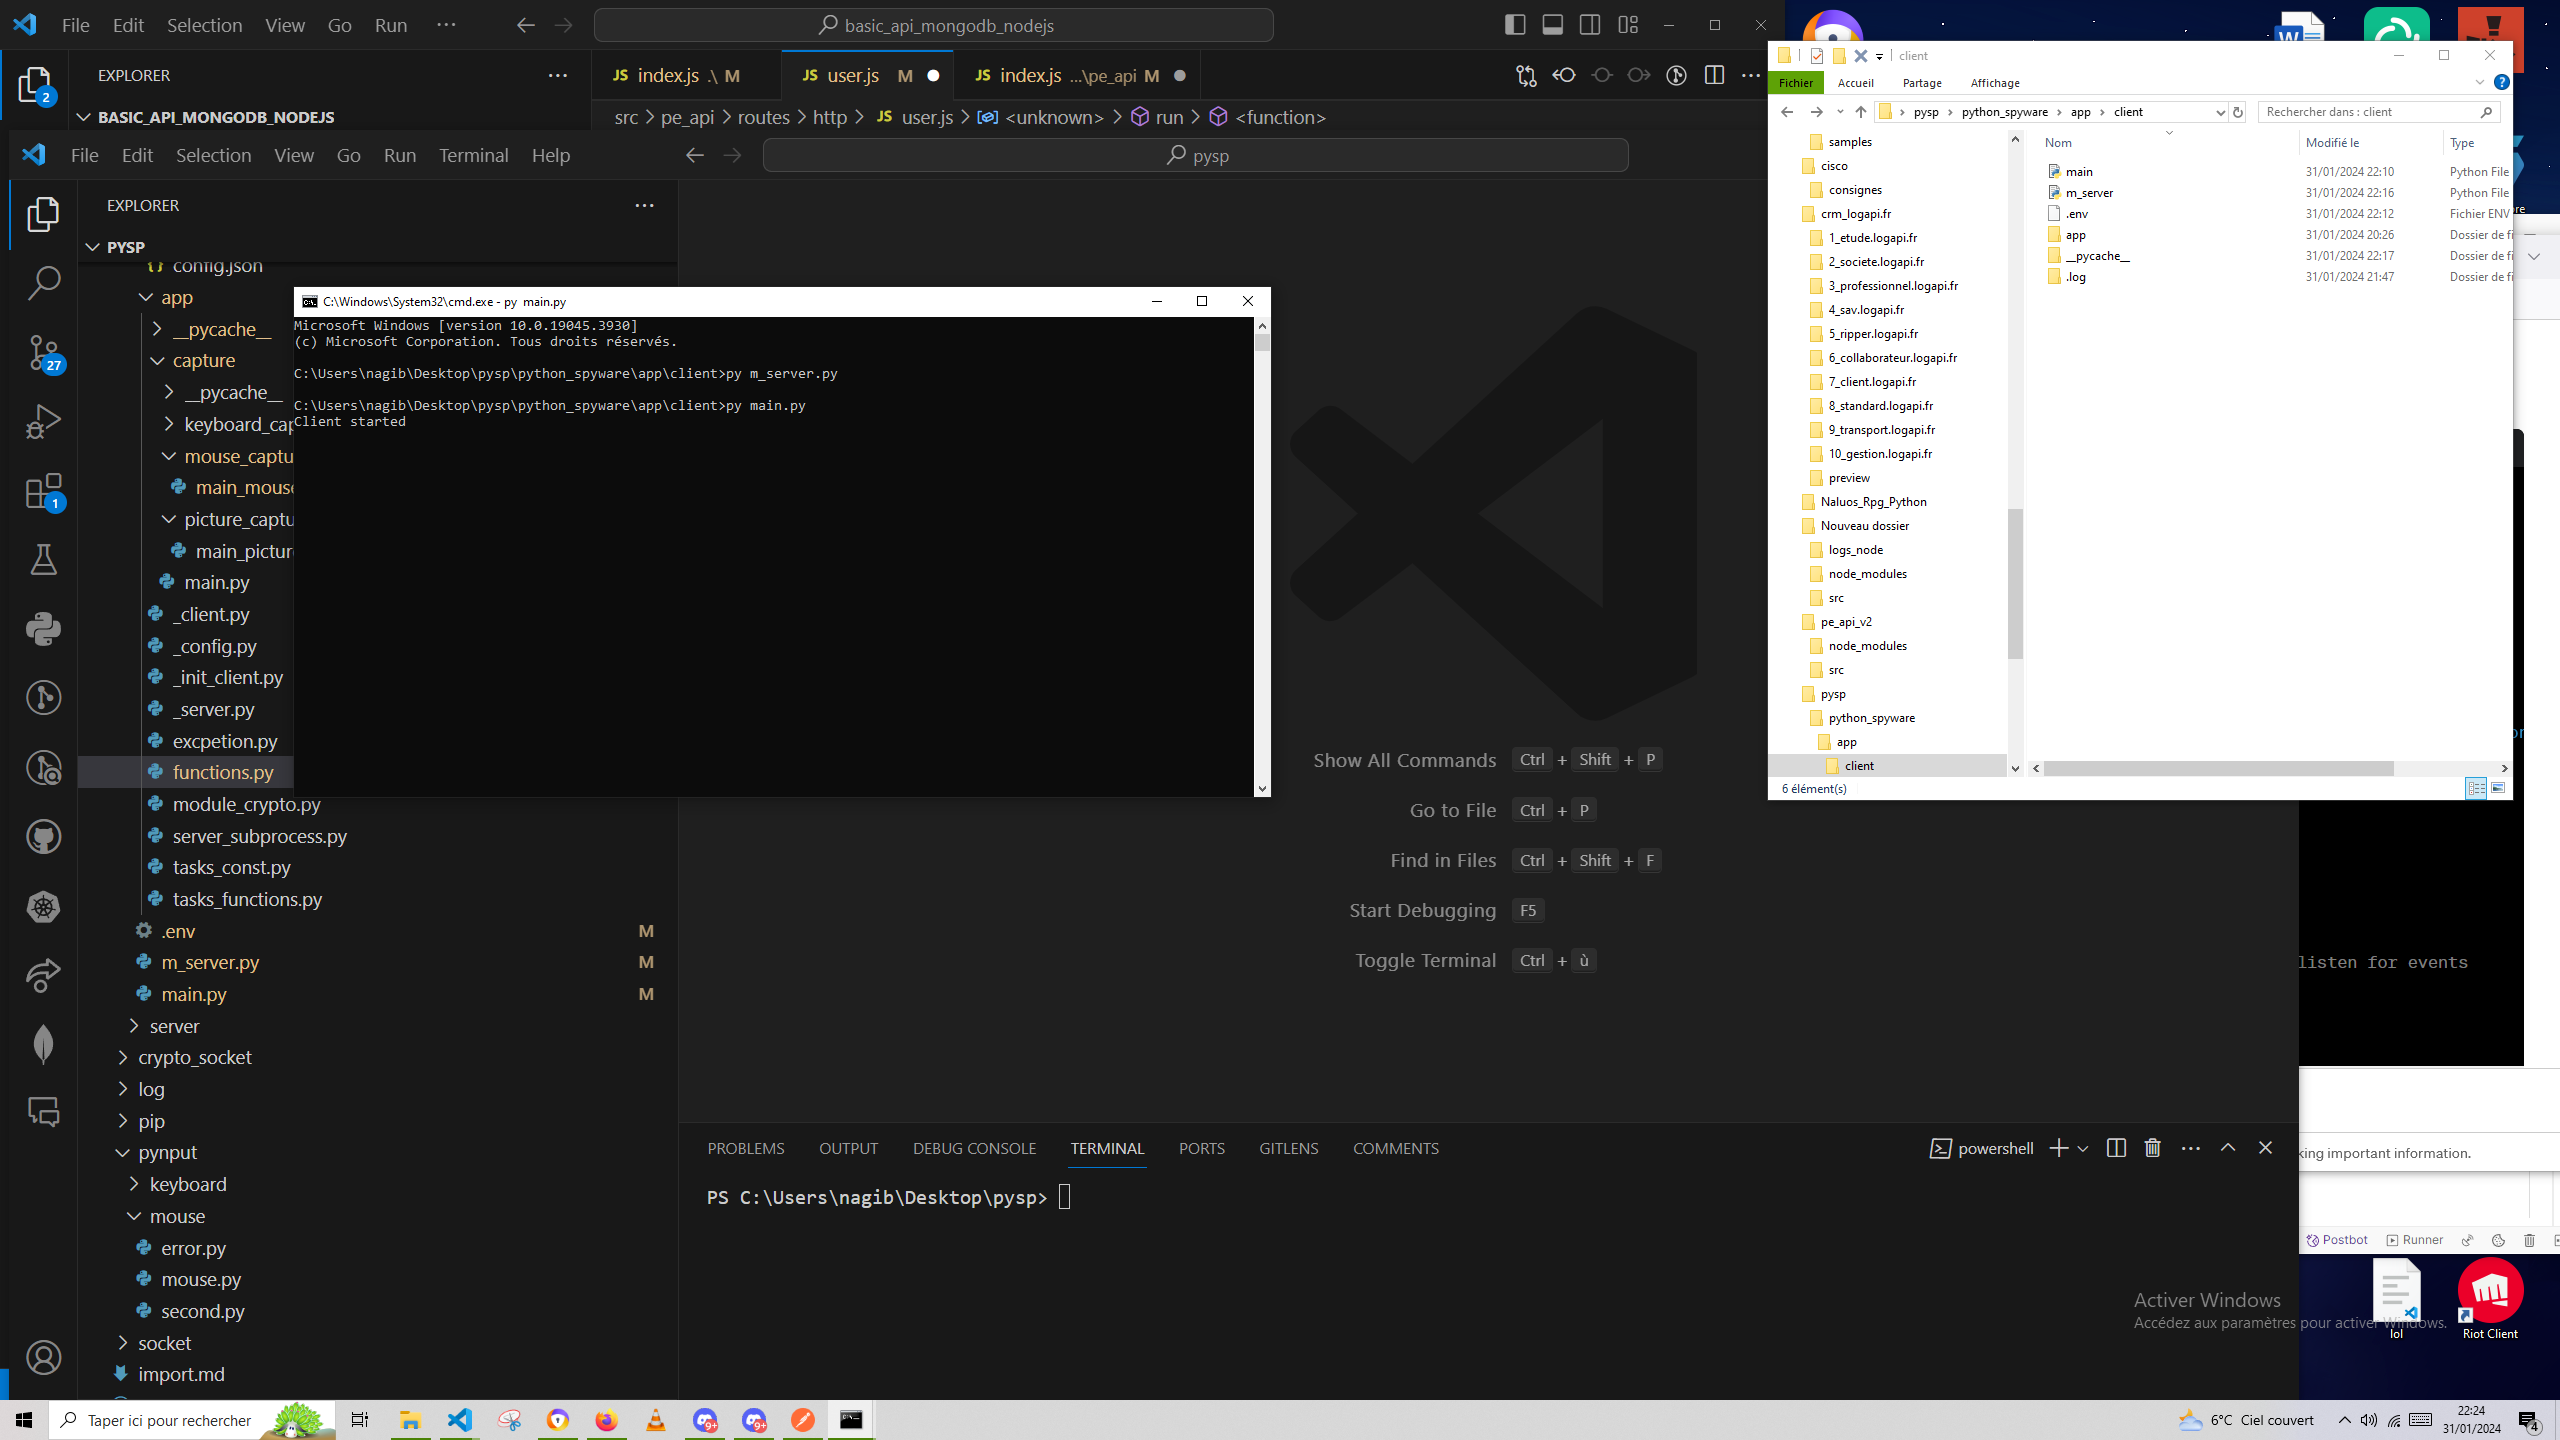 File Edit Selection View Go Run ··· basic_api_mongodb_nodejs
EXPLORER
2
BASIC_API_MONGODB_NODEJS
JS index.js .\ M
JS user.js M
JS index.js ...\pe_api M
src > pe_api > routes > http > JS user.js > <unknown> > run > <function>
File Edit Selection View Go Run Terminal Help
pysp
EXPLORER
PYSP
config.json
app
__pycache__
capture
__pycache__
keyboard_cap
mouse_captu
main_mouse
picture_captu
main_pictur
main.py
_client.py
_config.py
_init_client.py
_server.py
excpetion.py
functions.py
module_crypto.py
server_subprocess.py
tasks_const.py
tasks_functions.py
.env M
m_server.py M
main.py M
server
crypto_socket
log
pip
pynput
keyboard
mouse
error.py
mouse.py
second.py
socket
import.md
27
1
C:\Windows\System32\cmd.exe - py main.py
Microsoft Windows [version 10.0.19045.3930]
(c) Microsoft Corporation. Tous droits réservés.
C:\Users\nagib\Desktop\pysp\python_spyware\app\client>py m_server.py
C:\Users\nagib\Desktop\pysp\python_spyware\app\client>py main.py
Client started
Show All Commands Ctrl + Shift + P
Go to File Ctrl + P
Find in Files Ctrl + Shift + F
Start Debugging F5
Toggle Terminal Ctrl + ù
PROBLEMS OUTPUT DEBUG CONSOLE TERMINAL PORTS GITLENS COMMENTS
powershell
PS C:\Users\nagib\Desktop\pysp>
client
Fichier Accueil Partage Affichage
pysp > python_spyware > app > client
Rechercher dans : client
samples
cisco
consignes
crm_logapi.fr
1_etude.logapi.fr
2_societe.logapi.fr
3_professionnel.logapi.fr
4_sav.logapi.fr
5_ripper.logapi.fr
6_collaborateur.logapi.fr
7_client.logapi.fr
8_standard.logapi.fr
9_transport.logapi.fr
10_gestion.logapi.fr
preview
Naluos_Rpg_Python
Nouveau dossier
logs_node
node_modules
src
pe_api_v2
node_modules
src
pysp
python_spyware
app
client
Nom Modifié le Type
main 31/01/2024 22:10 Python File
m_server 31/01/2024 22:16 Python File
.env 31/01/2024 22:12 Fichier ENV
app 31/01/2024 20:26 Dossier de fi
__pycache__ 31/01/2024 22:17 Dossier de fi
.log 31/01/2024 21:47 Dossier de fi
6 élément(s)
listen for events
king important information.
Postbot Runner
Activer Windows
Accédez aux paramètres pour activer Windows.
lol
Riot Client
Taper ici pour rechercher
9+
9+
6°C Ciel couvert
22:24
31/01/2024
4